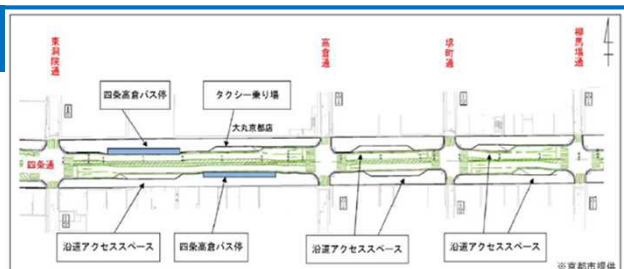 東洞院通
高倉通
堺町通
柳馬場通
四条高倉バス停
タクシー乗り場
大丸京都店
四条通
沿道アクセススペース
四条高倉バス停
沿道アクセススペース
沿道アクセススペース
※京都市提供